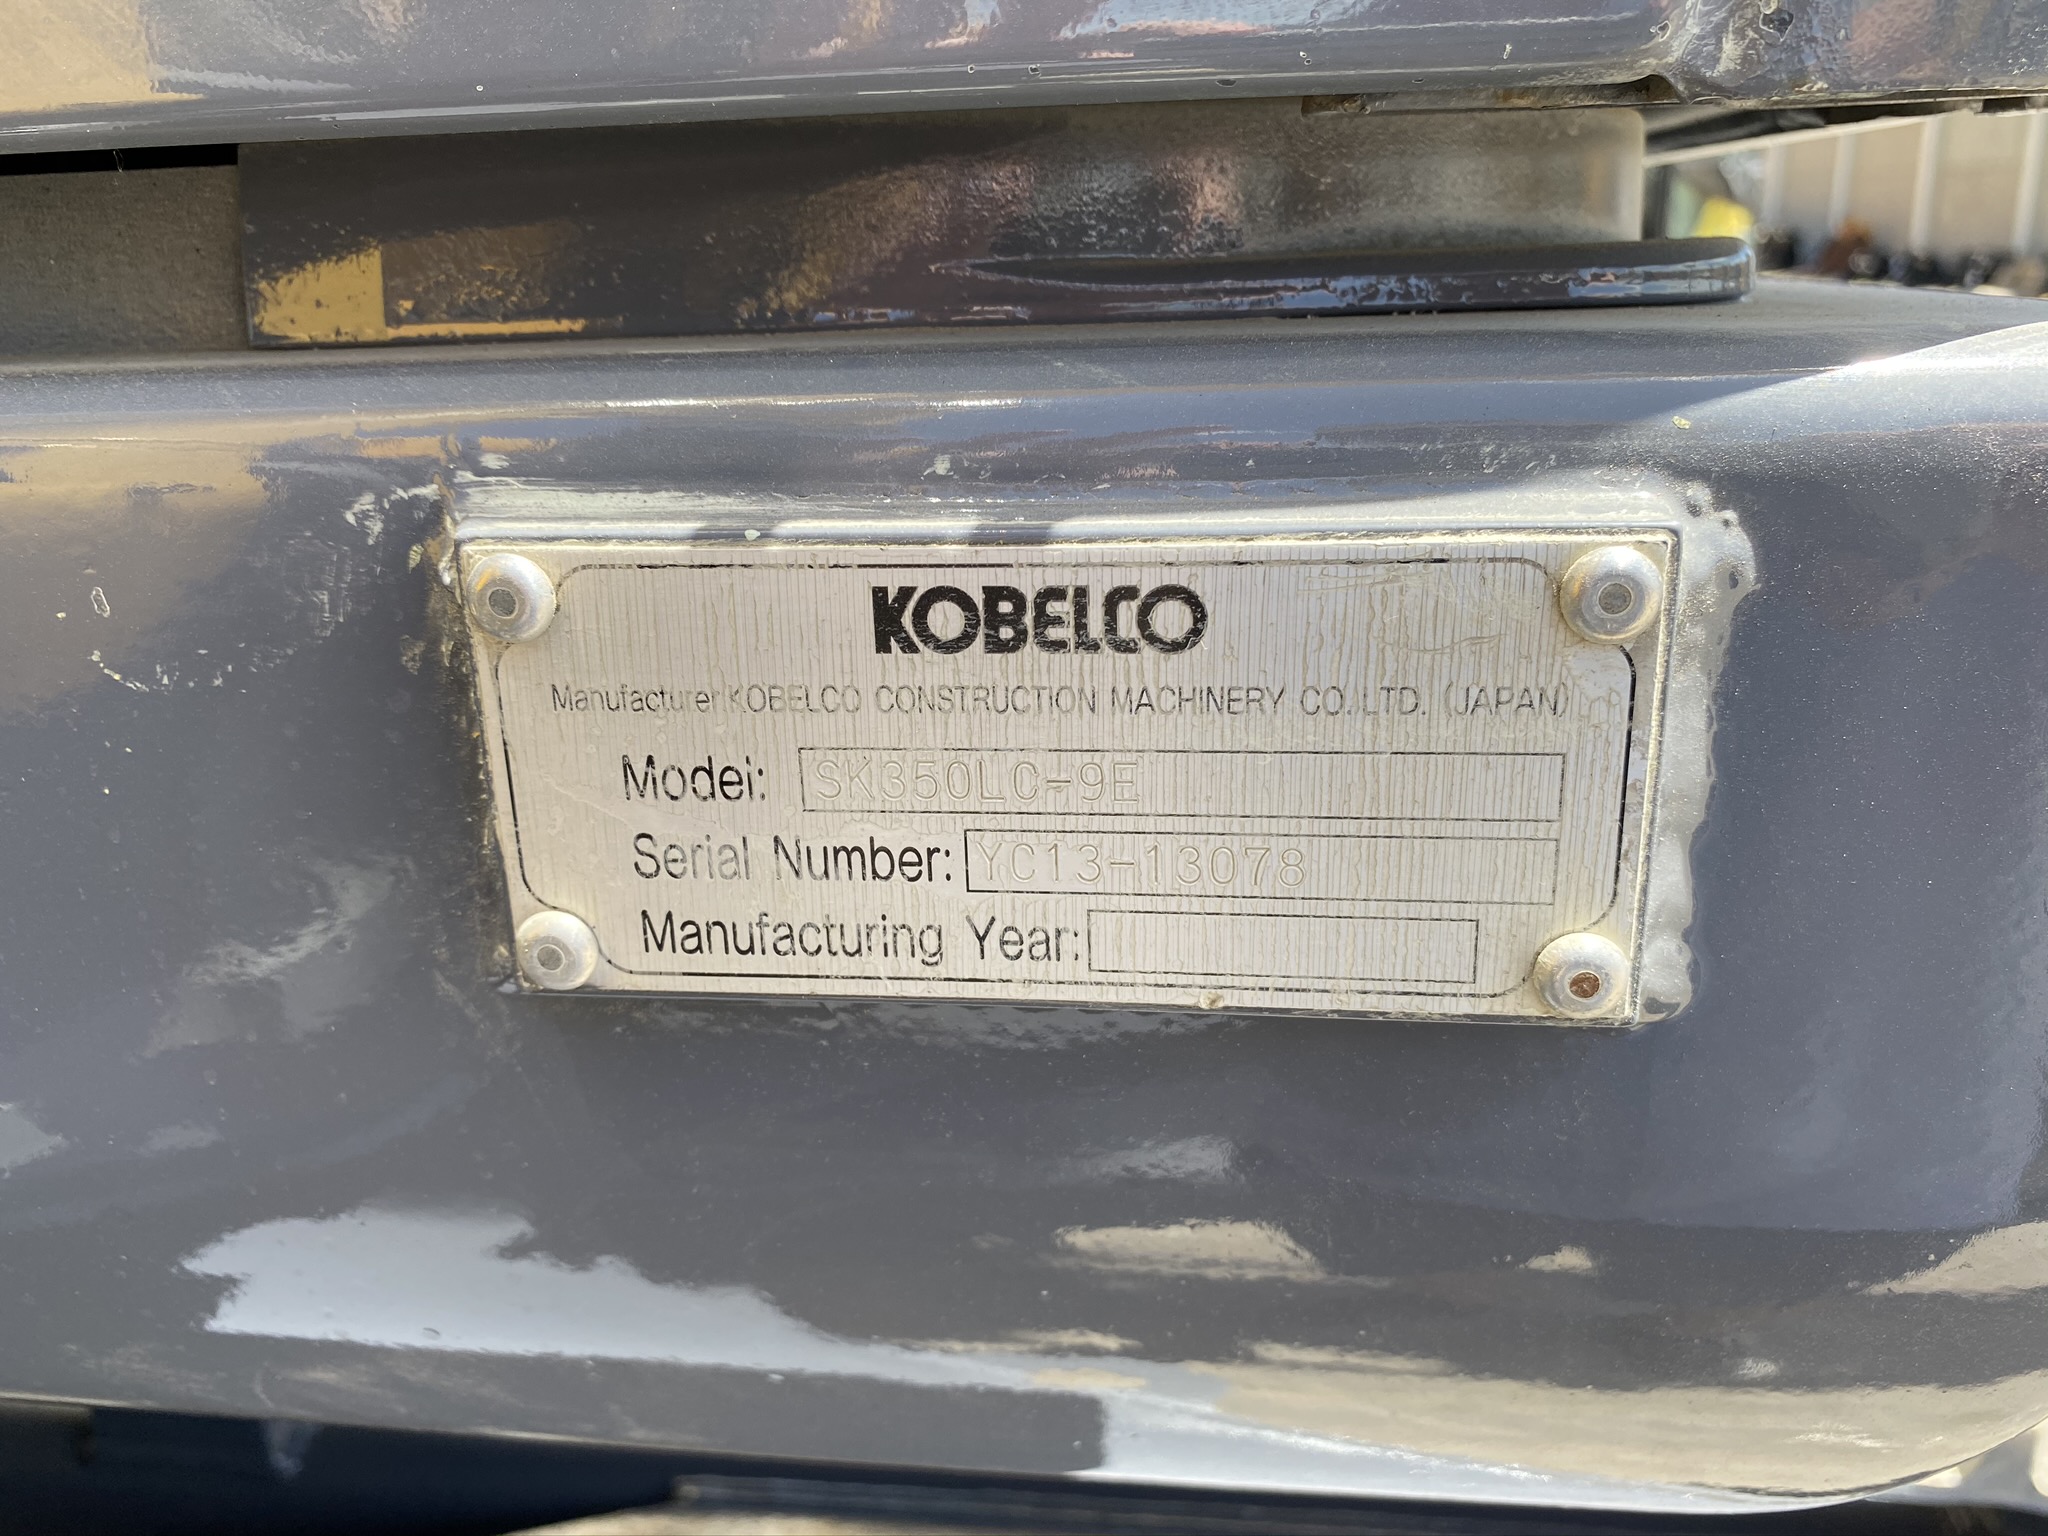 KOBELCO
Manufacturer KOBELCO CONSTRUCTION MACHINERY CO.,LTD. (JAPAN)
Model: SK350LC-9E
Serial Number: YC13-13078
Manufacturing Year: